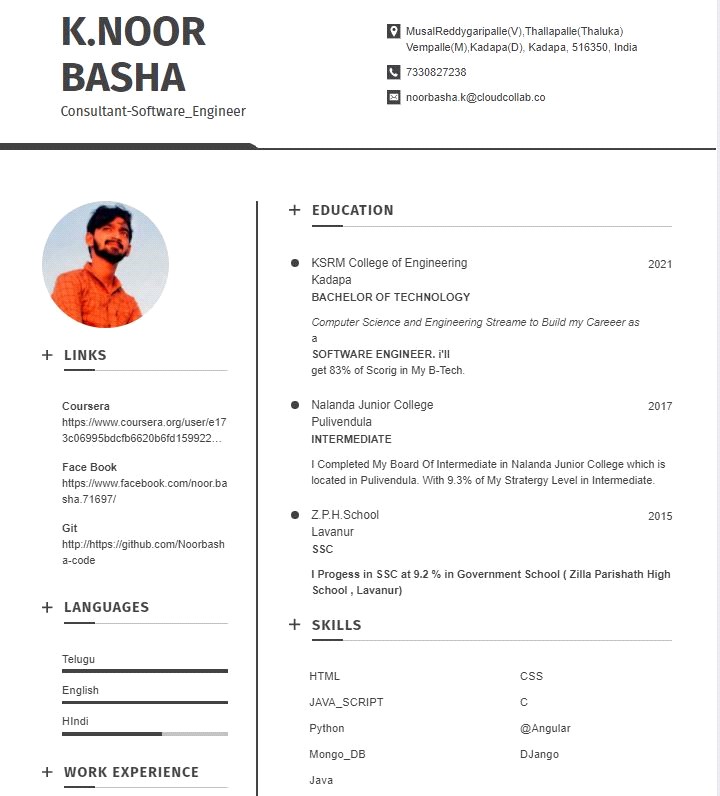 K.NOOR
BASHA
Consultant-Software_Engineer
MusalReddygaripalle(V),Thallapalle(Thaluka)
Vempalle(M),Kadapa(D), Kadapa, 516350, India
7330827238
noorbasha.k@cloudcollab.co
LINKS
Coursera
https://www.coursera.org/user/e17
3c06995bdcfb6620b6fd159922...
Face Book
https://www.facebook.com/noor.ba
sha.71697/
Git
http://https://github.com/Noorbash
a-code
LANGUAGES
Telugu
English
HIndi
WORK EXPERIENCE
EDUCATION
KSRM College of Engineering 2021
Kadapa
BACHELOR OF TECHNOLOGY
Computer Science and Engineering Streame to Build my Careeer as
a
SOFTWARE ENGINEER. i'll
get 83% of Scorig in My B-Tech.
Nalanda Junior College 2017
Pulivendula
INTERMEDIATE
I Completed My Board Of Intermediate in Nalanda Junior College which is
located in Pulivendula. With 9.3% of My Stratergy Level in Intermediate.
Z.P.H.School 2015
Lavanur
SSC
I Progess in SSC at 9.2 % in Government School ( Zilla Parishath High
School , Lavanur)
SKILLS
HTML CSS
JAVA_SCRIPT C
Python @Angular
Mongo_DB DJango
Java